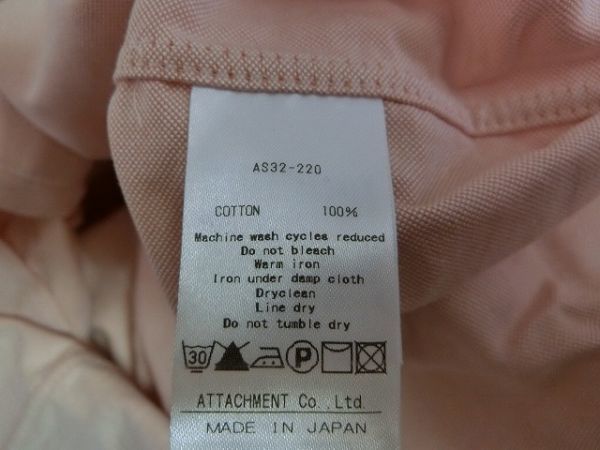 AS32-220
COTTON 100%
Machine wash cycles reduced
Do not bleach
Warm iron
Iron under damp cloth
Dryclean
Line dry
Do not tumble dry
30 P
ATTACHMENT Co.,Ltd.
MADE IN JAPAN